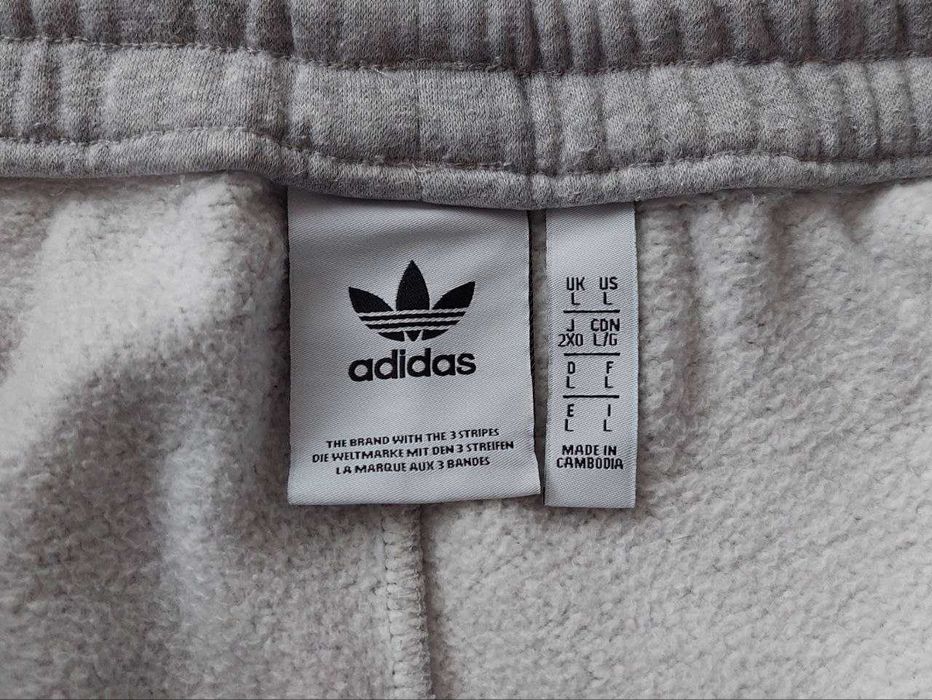 adidas
THE BRAND WITH THE 3 STRIPES
DIE WELTMARKE MIT DEN 3 STREIFEN
LA MARQUE AUX 3 BANDES
UK US
L L
J CDN
2XO L/G
D F
L L
E I
L L
MADE IN
CAMBODIA